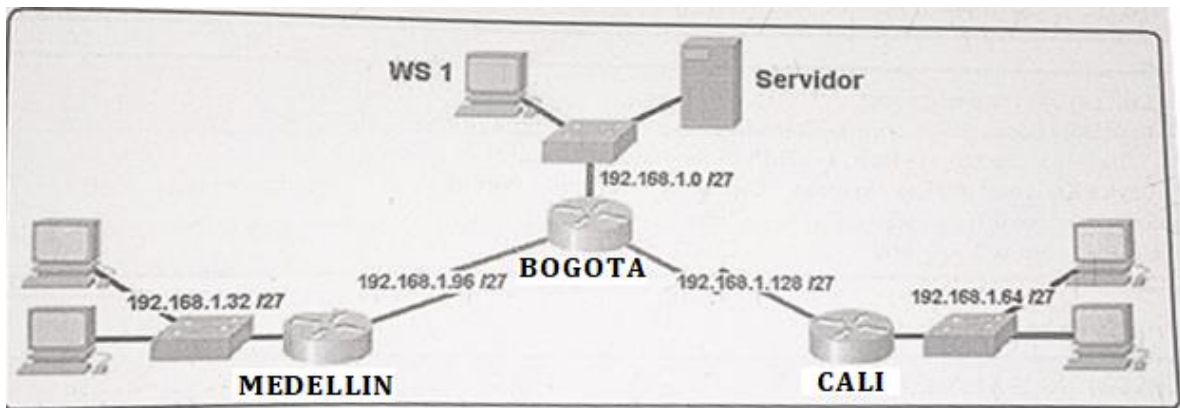 WS 1
Servidor
192.168.1.0 /27
BOGOTA
192.168.1.96 /27
192.168.1.128 /27
192.168.1.32 /27
192.168.1.64 /27
MEDELLIN
CALI